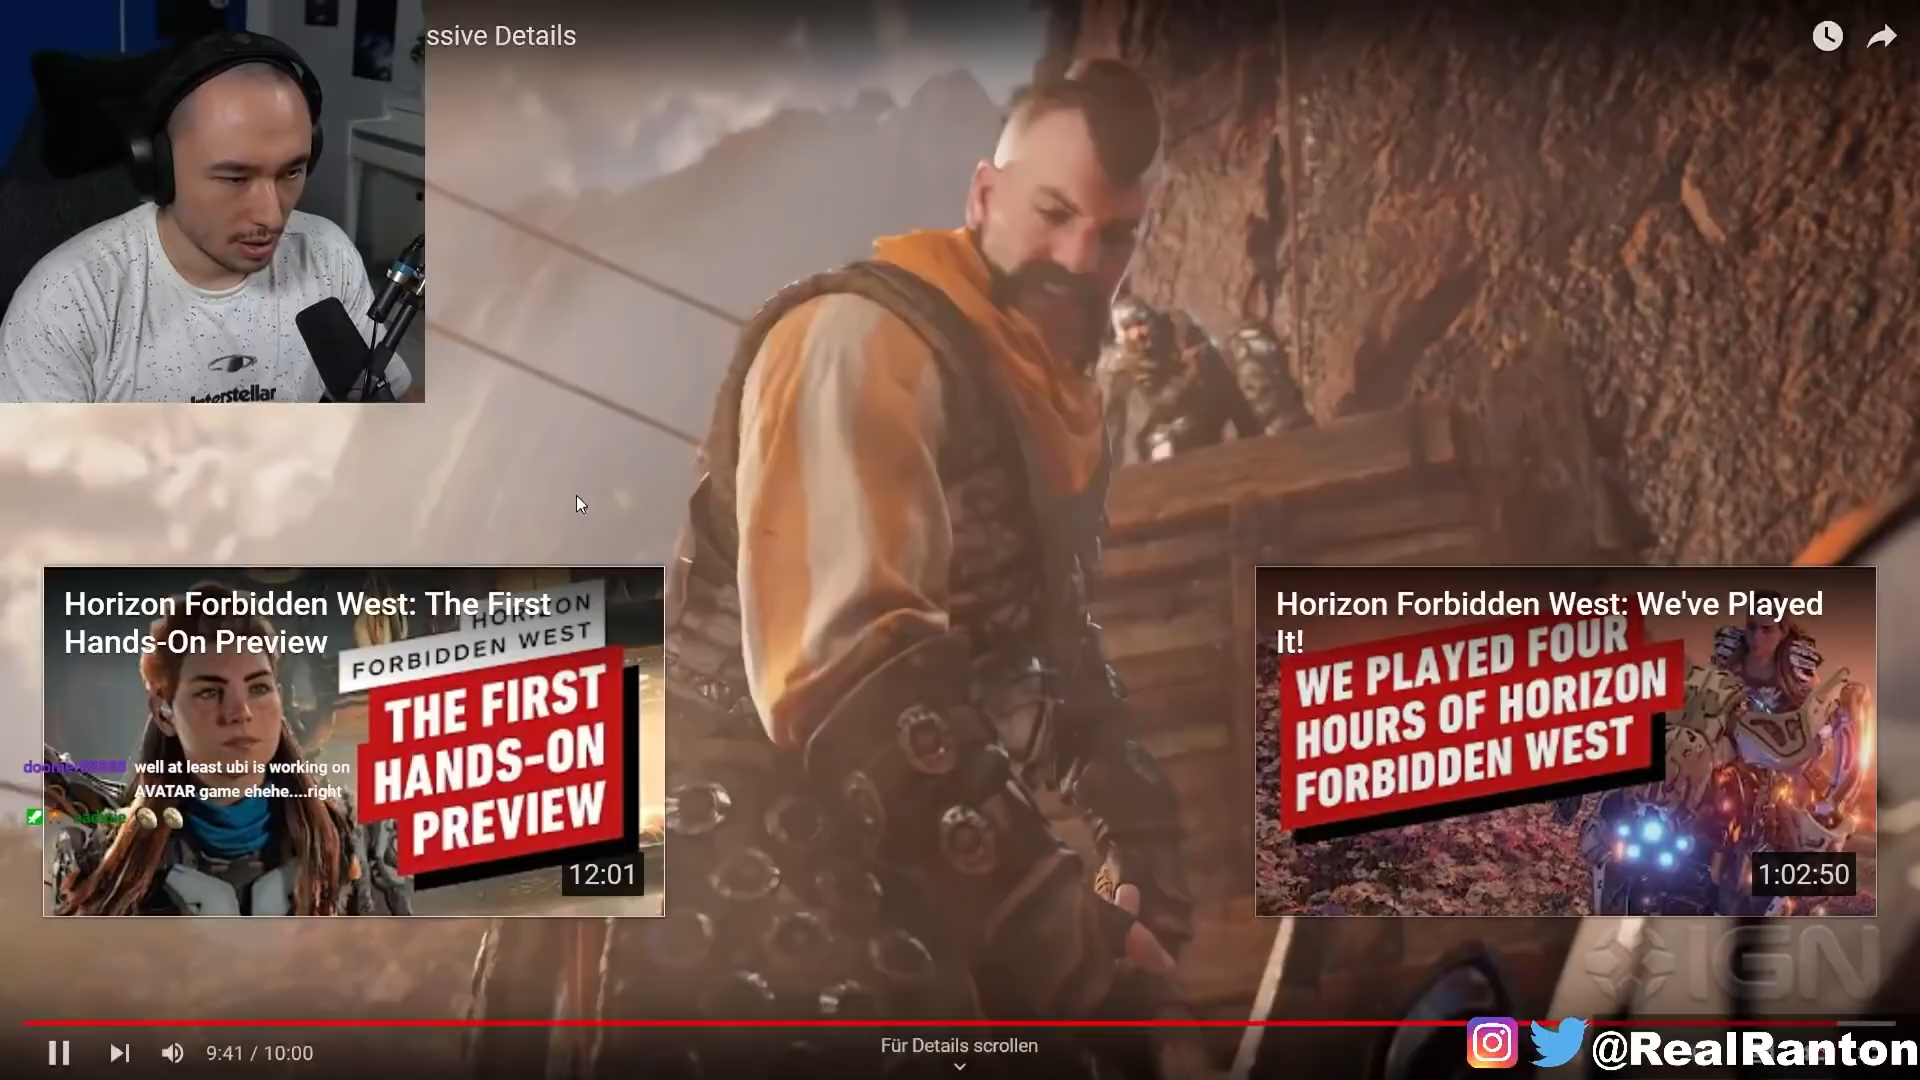 ssive Details
Interstellar
Horizon Forbidden West: The First
Hands-On Preview
HORIZON
FORBIDDEN WEST
THE FIRST
HANDS-ON
PREVIEW
12:01
well at least ubi is working on
AVATAR game ehehe....right
Horizon Forbidden West: We've Played
It!
WE PLAYED FOUR
HOURS OF HORIZON
FORBIDDEN WEST
1:02:50
IGN
9:41 / 10:00
Für Details scrollen
@RealRanton